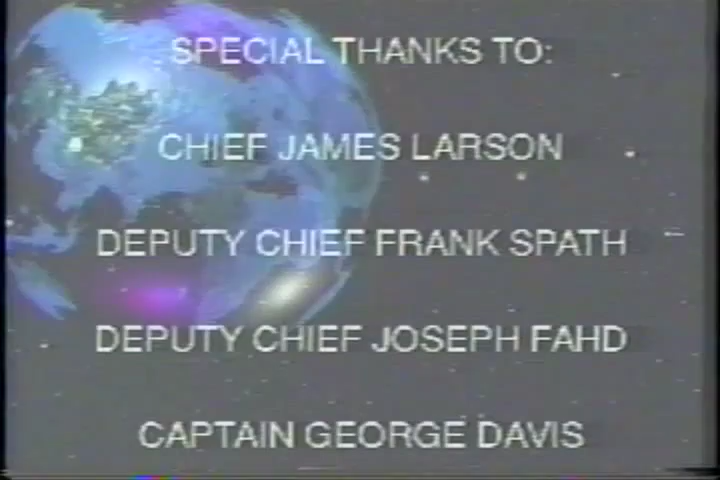 SPECIAL THANKS TO:
CHIEF JAMES LARSON
DEPUTY CHIEF FRANK SPATH
DEPUTY CHIEF JOSEPH FAHD
CAPTAIN GEORGE DAVIS